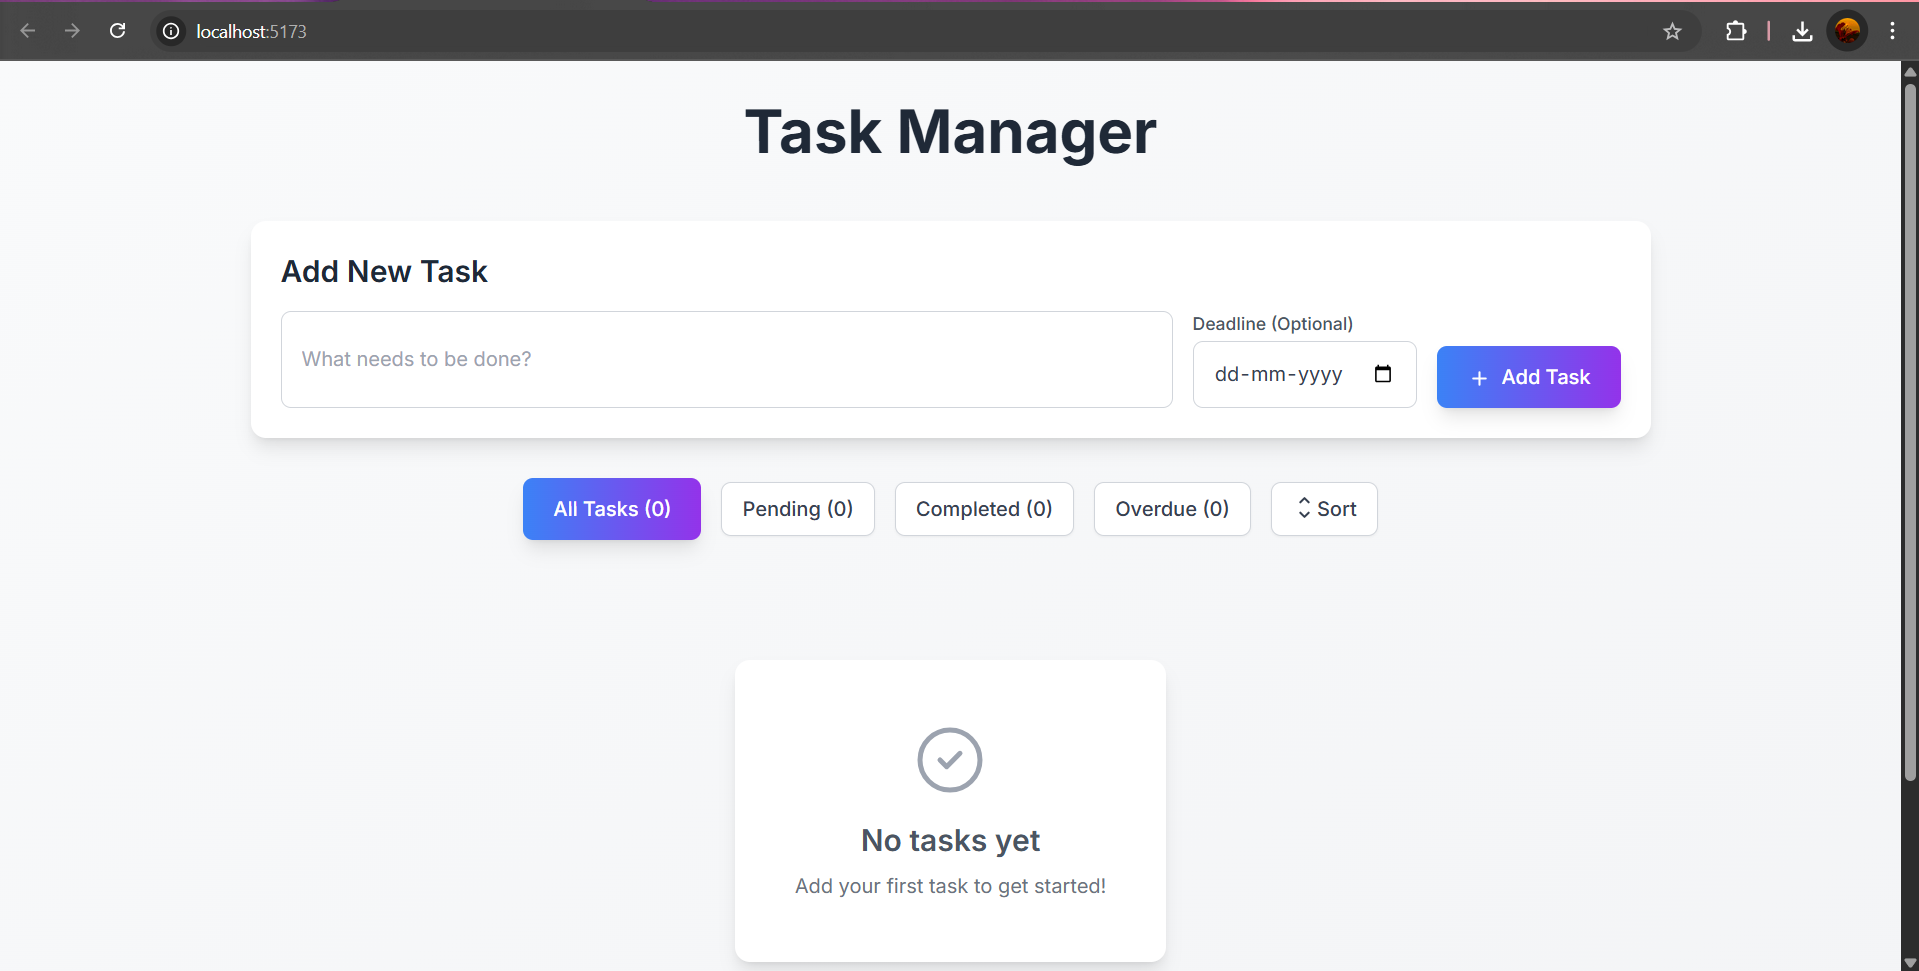 localhost:5173
Task Manager
Add New Task
What needs to be done?
Deadline (Optional)
dd-mm-yyyy
+ Add Task
All Tasks (0)
Pending (0)
Completed (0)
Overdue (0)
Sort
No tasks yet
Add your first task to get started!